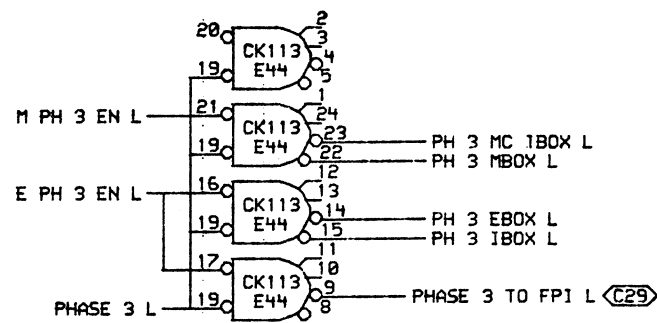 2
20
3
CK113
4
E44
19
5
1
21
24
M PH 3 EN L
CK113
23
PH 3 MC IBOX L
E44
22
19
PH 3 MBOX L
12
16
13
E PH 3 EN L
CK113
14
PH 3 EBOX L
E44
15
19
PH 3 IBOX L
11
17
10
CK113
9
PHASE 3 TO FPI L C29
E44
PHASE 3 L
19
8